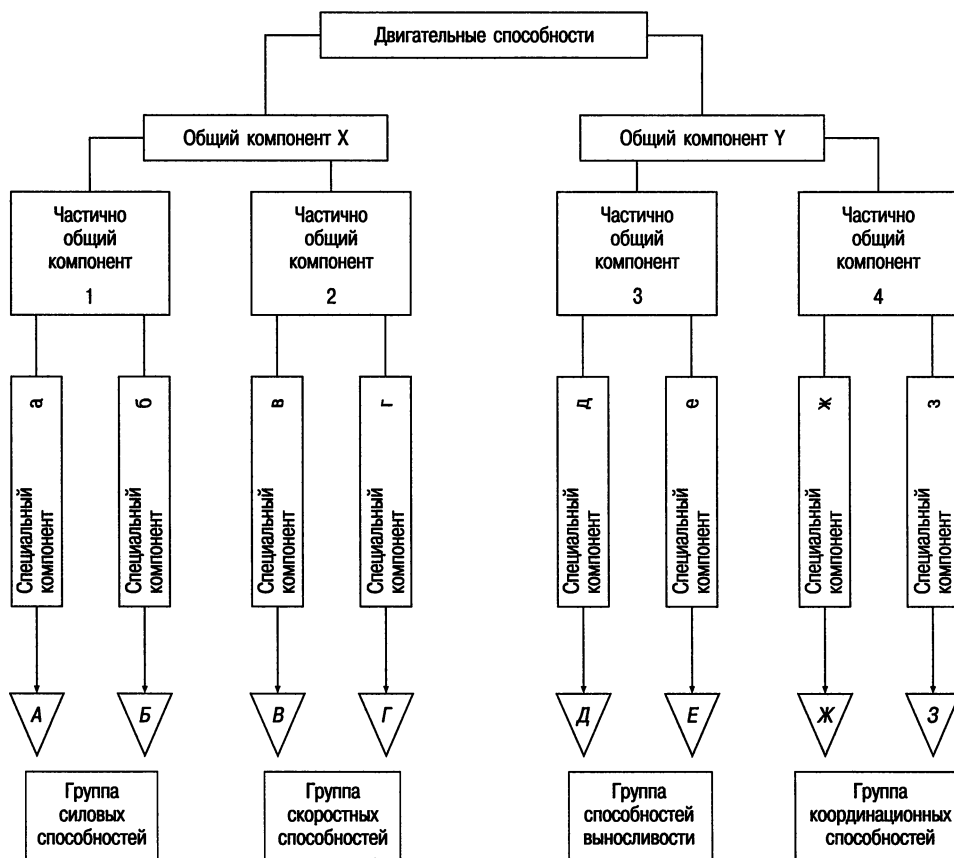 Двигательные способности
Общий компонент X
Общий компонент Y
Частично
общий
компонент
1
Частично
общий
компонент
2
Частично
общий
компонент
3
Частично
общий
компонент
4
а
Специальный
компонент
б
Специальный
компонент
в
Специальный
компонент
г
Специальный
компонент
д
Специальный
компонент
е
Специальный
компонент
ж
Специальный
компонент
з
Специальный
компонент
А
Б
В
Г
Д
Е
Ж
З
Группа
силовых
способностей
Группа
скоростных
способностей
Группа
способностей
выносливости
Группа
координационных
способностей